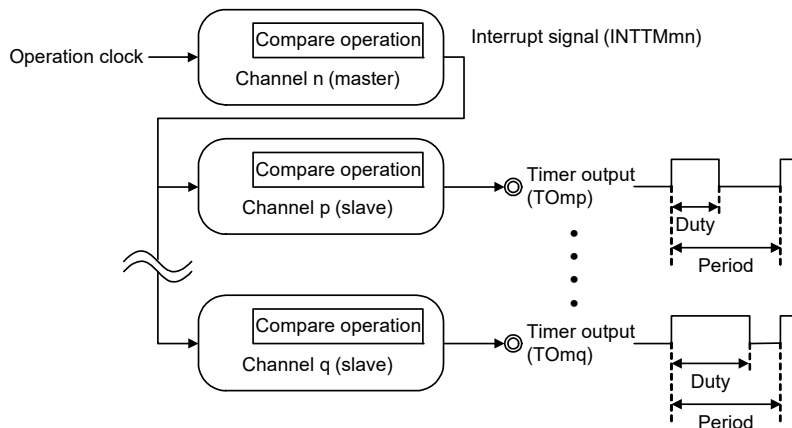 Compare operation
Interrupt signal (INTTMmn)
Operation clock
Channel n (master)
Compare operation
Channel p (slave)
Timer output
(TOmp)
Duty
Period
Compare operation
Channel q (slave)
Timer output
(TOmq)
Duty
Period